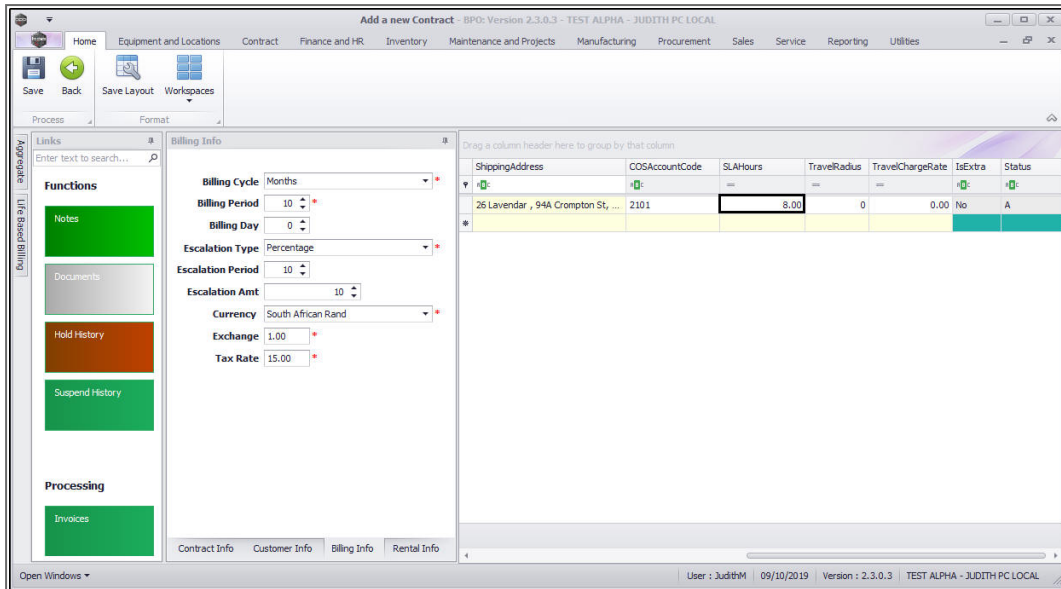 Add a new Contract - BPO: Version 2.3.0.3 - TEST ALPHA - JUDITH PC LOCAL
Home Equipment and Locations Contract Finance and HR Inventory Maintenance and Projects Manufacturing Procurement Sales Service Reporting Utilities
Save Back Save Layout Workspaces
Process Format
Aggregate
Life Based Billing
Links
Enter text to search...
Functions
Notes
Documents
Hold History
Suspend History
Processing
Invoices
Billing Info
Billing Cycle Months *
Billing Period 10 *
Billing Day 0
Escalation Type Percentage *
Escalation Period 10
Escalation Amt 10
Currency South African Rand *
Exchange 1.00 *
Tax Rate 15.00 *
Contract Info Customer Info Billing Info Rental Info
Drag a column header here to group by that column
ShippingAddress COSAccountCode SLAHours TravelRadius TravelChargeRate IsExtra Status
= = =
26 Lavendar , 94A Crompton St, ... 2101 8.00 0 0.00 No A
*
Open Windows
User : JudithM 09/10/2019 Version : 2.3.0.3 TEST ALPHA - JUDITH PC LOCAL